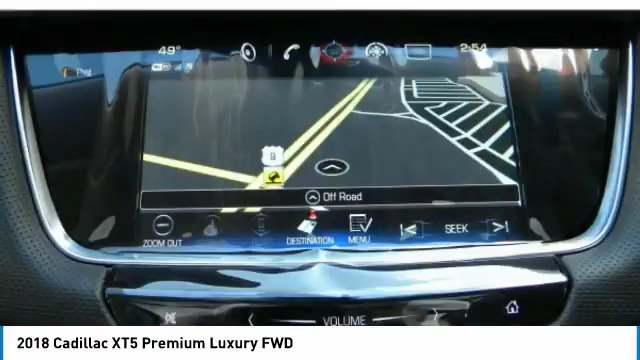 49°
2:54
8
Off Road
ZOOM OUT
DESTINATION
MENU
SEEK
VOLUME
2018 Cadillac XT5 Premium Luxury FWD